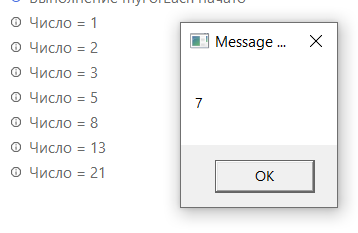 Выполнение myForEach начато
Число = 1
Число = 2
Число = 3
Число = 5
Число = 8
Число = 13
Число = 21
Message ...
7
OK